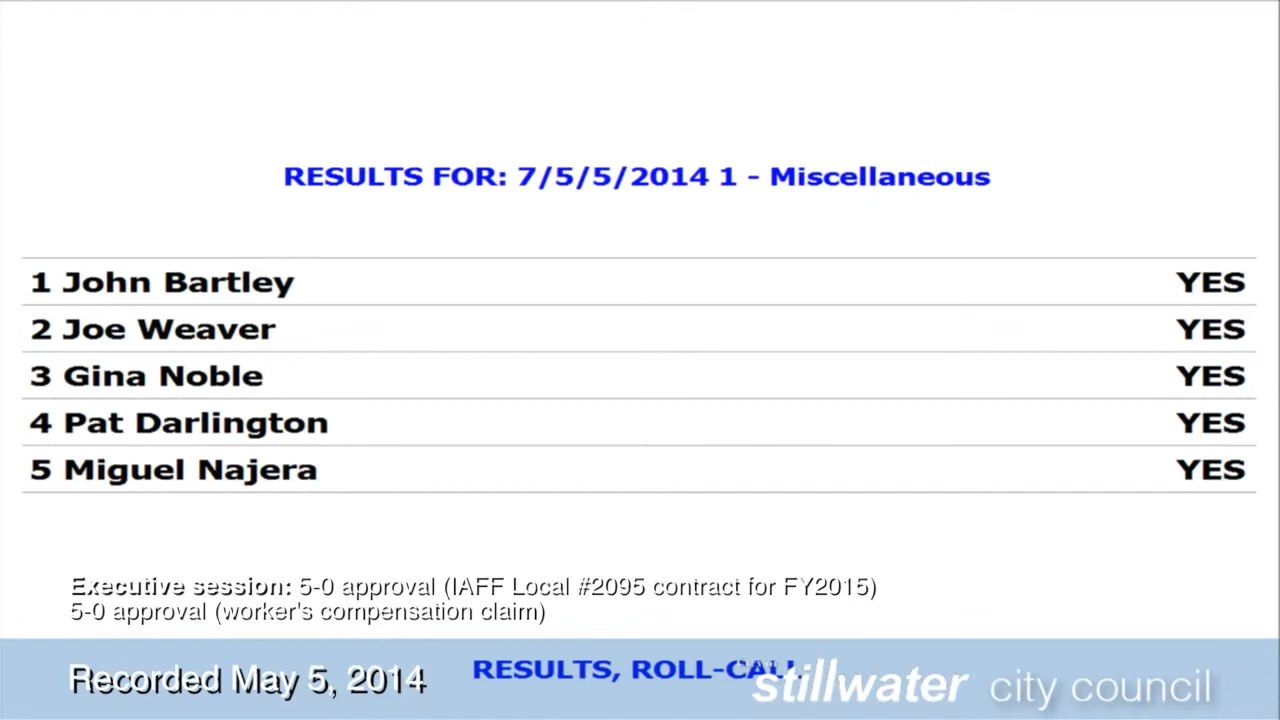 RESULTS FOR: 7/5/5/2014 1 - Miscellaneous
1 John Bartley YES
2 Joe Weaver YES
3 Gina Noble YES
4 Pat Darlington YES
5 Miguel Najera YES
Executive session: 5-0 approval (IAFF Local #2095 contract for FY2015)
5-0 approval (worker's compensation claim)
Recorded May 5, 2014
RESULTS, ROLL-CALL
stillwater city council